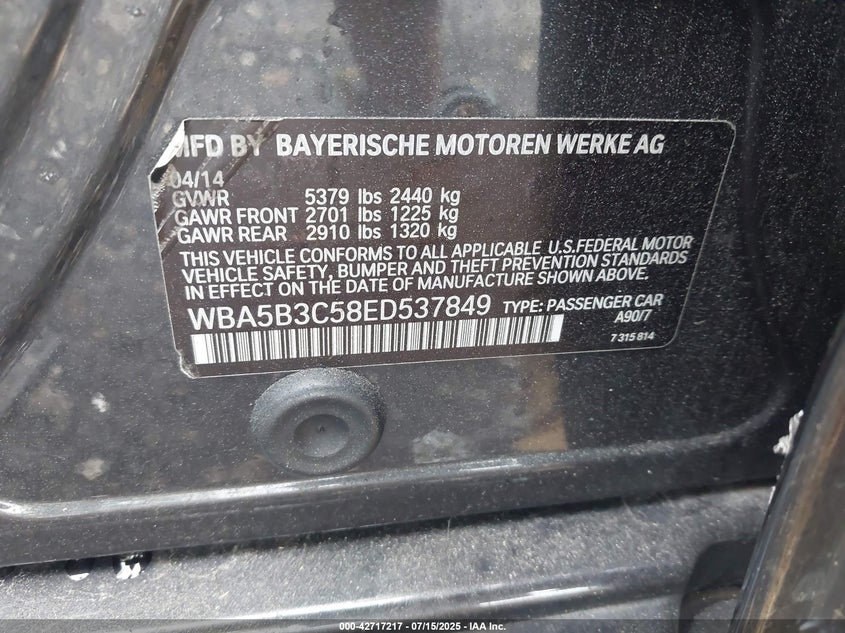 MFD BY BAYERISCHE MOTOREN WERKE AG
04/14
GVWR 5379 lbs 2440 kg
GAWR FRONT 2701 lbs 1225 kg
GAWR REAR 2910 lbs 1320 kg
THIS VEHICLE CONFORMS TO ALL APPLICABLE U.S.FEDERAL MOTOR
VEHICLE SAFETY, BUMPER AND THEFT PREVENTION STANDARDS
IN EFFECT ON THE DATE OF MANUFACTURE SHOWN ABOVE.
WBA5B3C58ED537849 TYPE: PASSENGER CAR
A90/7
7 315 814
000-42717217 - 07/15/2025 - IAA Inc.